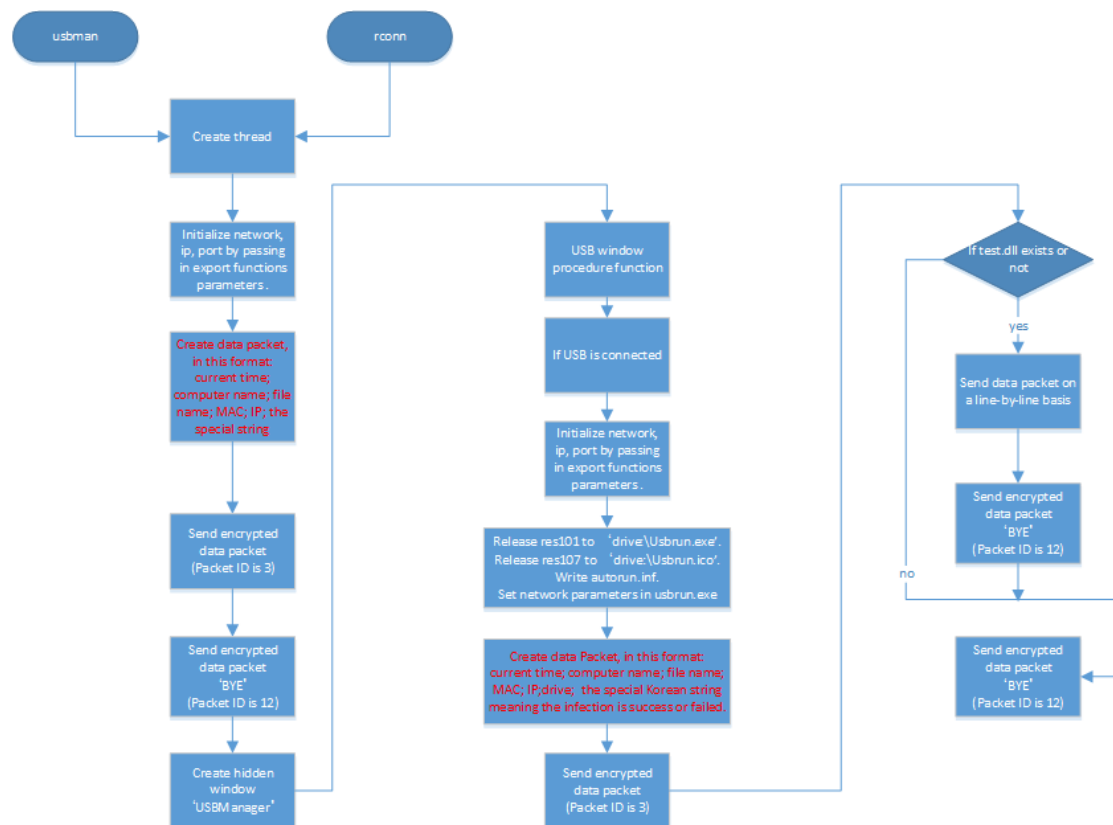 usbman
rconn
Create thread
Initialize network,
ip, port by passing
in export functions
parameters .
Create data packet,
in this format:
current time;
computer name; file
name; MAC; IP; the
special string
Send encrypted
data packet
(Packet ID is 3)
Send encrypted
data packet
‘BYE’
(Packet ID is 12)
Create hidden
window
‘USBManager’
USB window
procedure function
If USB is connected
Initialize network,
ip, port by passing
in export functions
parameters .
Release res101 to ‘drive:\Usbrun.exe’.
Release res107 to ‘drive:\Usbrun.ico’.
Write autorun.inf.
Set network parameters in usbrun.exe
Create data Packet, in this format:
current time; computer name; file name;
MAC; IP;drive; the special Korean string
meaning the infection is success or failed.
Send encrypted
data packet
(Packet ID is 3)
If test.dll exists or
not
yes
Send data packet on
a line-by-line basis
Send encrypted
data packet
‘BYE’
(Packet ID is 12)
no
Send encrypted
data packet
‘BYE’
(Packet ID is 12)